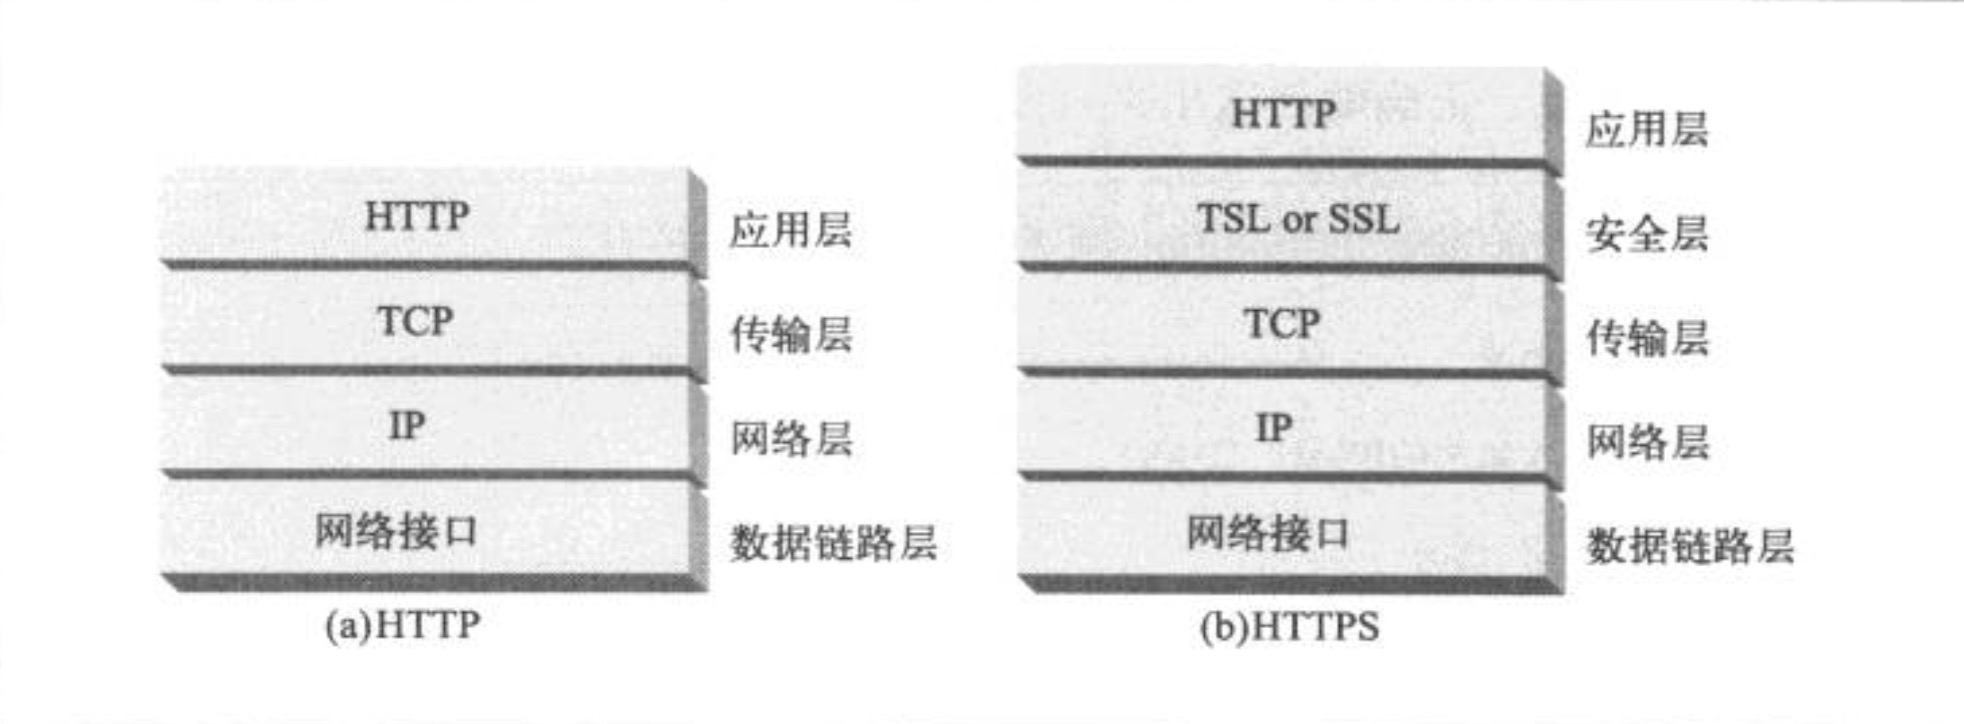 HTTP
应用层
TCP
传输层
IP
网络层
网络接口
数据链路层
(a)HTTP
HTTP
应用层
TSL or SSL
安全层
TCP
传输层
IP
网络层
网络接口
数据链路层
(b)HTTPS